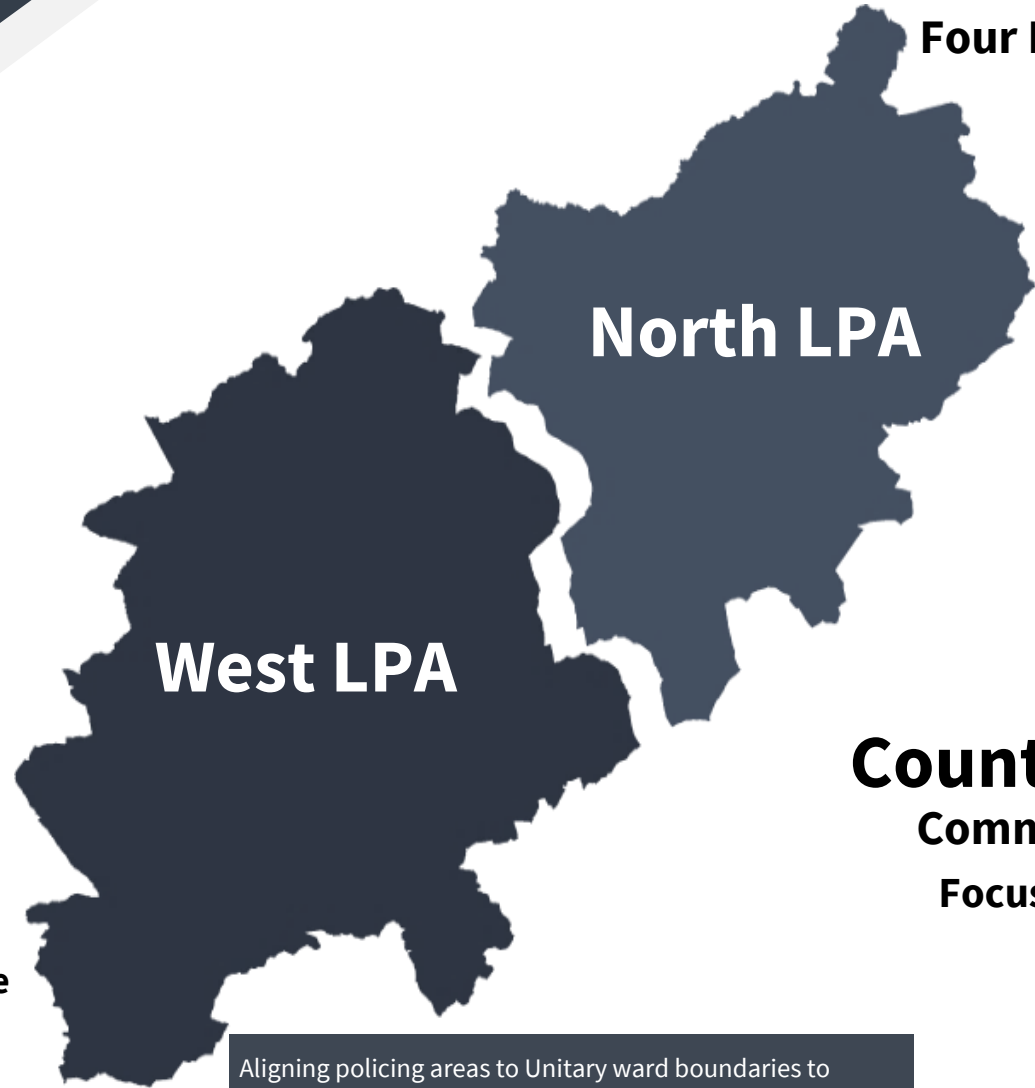 Four
North LPA
West LPA
Count
Comm
Focus
e
Aligning policing areas to Unitary ward boundaries to